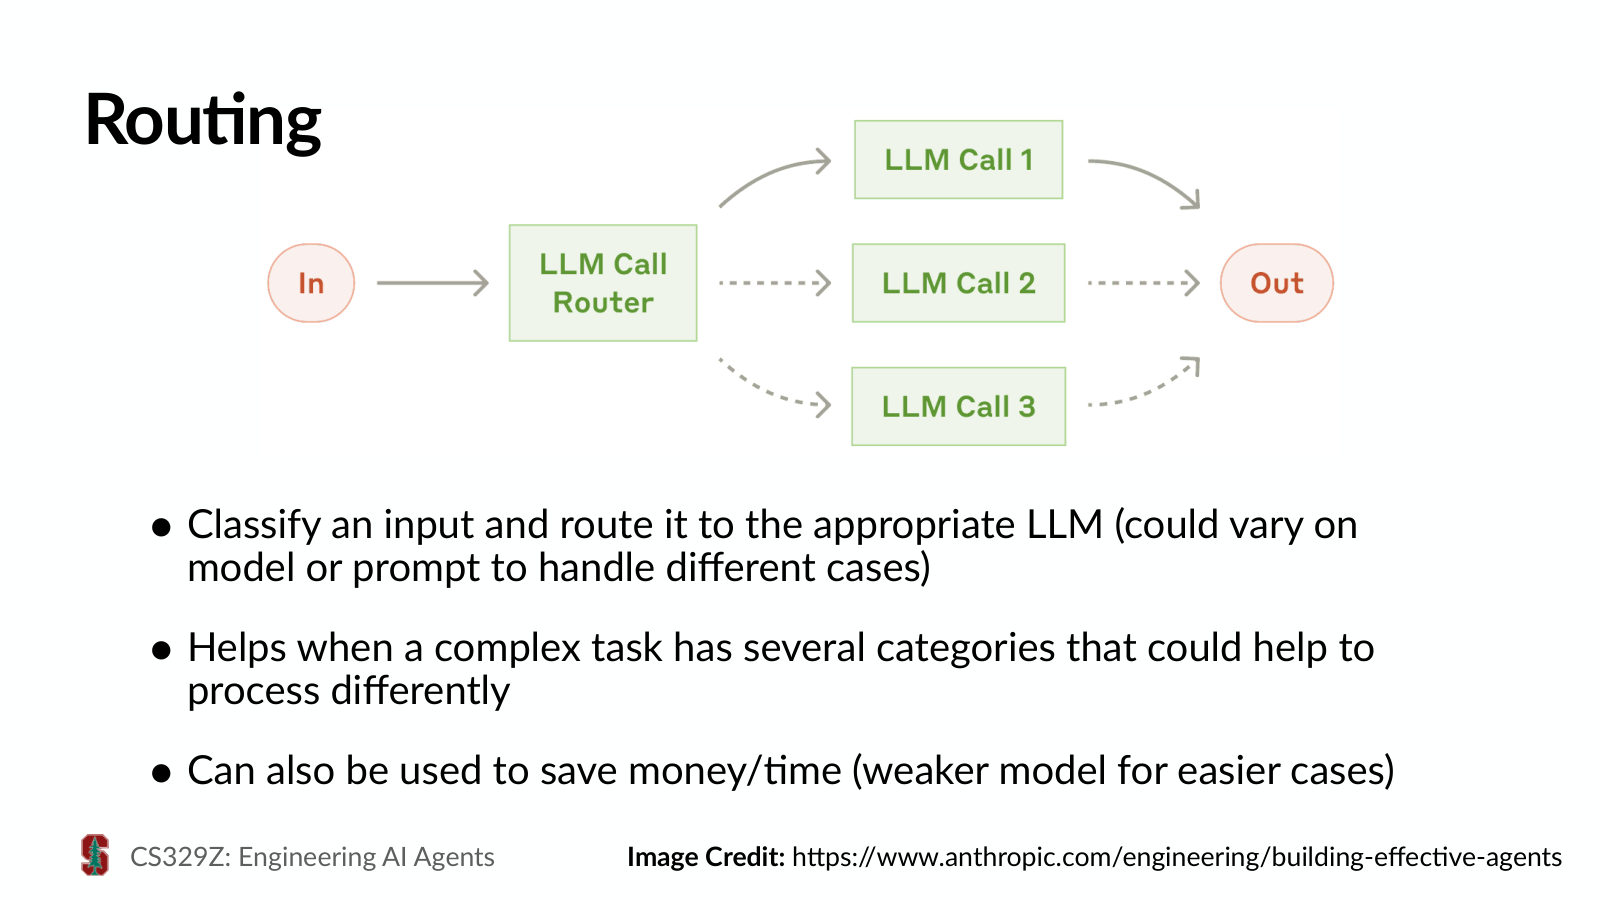 Routing
In
LLM Call
Router
LLM Call 1
LLM Call 2
LLM Call 3
Out
● Classify an input and route it to the appropriate LLM (could vary on
model or prompt to handle different cases)
● Helps when a complex task has several categories that could help to
process differently
● Can also be used to save money/time (weaker model for easier cases)
CS329Z: Engineering AI Agents
Image Credit: https://www.anthropic.com/engineering/building-effective-agents